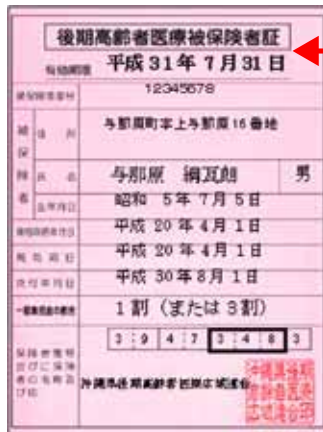 後期高齢者医療被保険者証
有効期限 平成31年7月31日
被保険者番号 12345678
被保険者 住所 与那原町字上与那原16番地
氏名 与那原 綱瓦朗 男
生年月日 昭和 5年7月5日
資格取得年月日 平成 20年4月1日
発効期日 平成 20年4月1日
交付年月日 平成 30年8月1日
一部負担金の割合 1割(または3割)
保険者番号並びに保険者の名称及び印 39473483
沖縄県後期高齢者医療広域連合